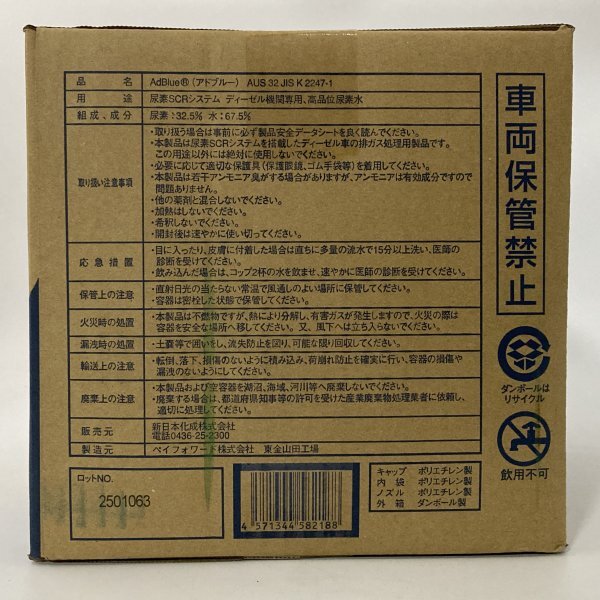 品名 AdBlue®(アドブルー) AUS 32 JIS K 2247-1
用途 尿素SCRシステム ディーゼル機関専用、高品位尿素水
組成、成分 尿素：32.5% 水：67.5%
取り扱い注意事項
・取り扱う場合は事前に必ず製品安全データシートを良く読んでください。
・本製品は尿素SCRシステムを搭載したディーゼル車の排ガス処理用製品です。
この用途以外には絶対に使用しないでください。
・必要に応じて適切な保護具(保護眼鏡、ゴム手袋等)を着用してください。
・本製品は若干アンモニア臭がする場合がありますが、アンモニアは有効成分ですので
問題ありません。
・他の薬剤と混合しないでください。
・加熱はしないでください。
・希釈しないでください。
・開封後は速やかに使い切ってください。
応急措置
・目に入ったり、皮膚に付着した場合は直ちに多量の流水で15分以上洗い、医師の
診断を受けてください。
・飲み込んだ場合は、コップ2杯の水を飲ませ、速やかに医師の診断を受けてください。
保管上の注意
・直射日光の当たらない常温で風通しのよい場所に保管してください。
・容器は密栓した状態で保管してください。
火災時の処置
・本製品は不燃物ですが、熱により分解し、有害ガスが発生しますので、火災の際は
容器を安全な場所へ移してください。又、風下へは立ち入らないでください。
漏洩時の処置 ・土嚢等で囲いをし、流失防止を図り、可能な限り回収してください。
輸送上の注意
・転倒、落下、損傷のないように積み込み、荷崩れ防止を確実に行い、容器の損傷や
漏洩のないようにしてください。
廃棄上の注意
・本製品および空容器を湖沼、海域、河川等へ廃棄しないでください。
・廃棄する場合は、都道府県知事等の許可を受けた産業廃棄物処理業者に依頼し、
適切に処理してください。
販売元 新日本化成株式会社
電話0436-25-2300
製造元 ペイフォワード株式会社 東金山田工場
ロットNO.
2501063
4 571344 582188
キャップ ポリエチレン製
内袋 ポリエチレン製
ノズル ポリエチレン製
外箱 ダンボール製
車両保管禁止
ダンボールは
リサイクル
飲用不可